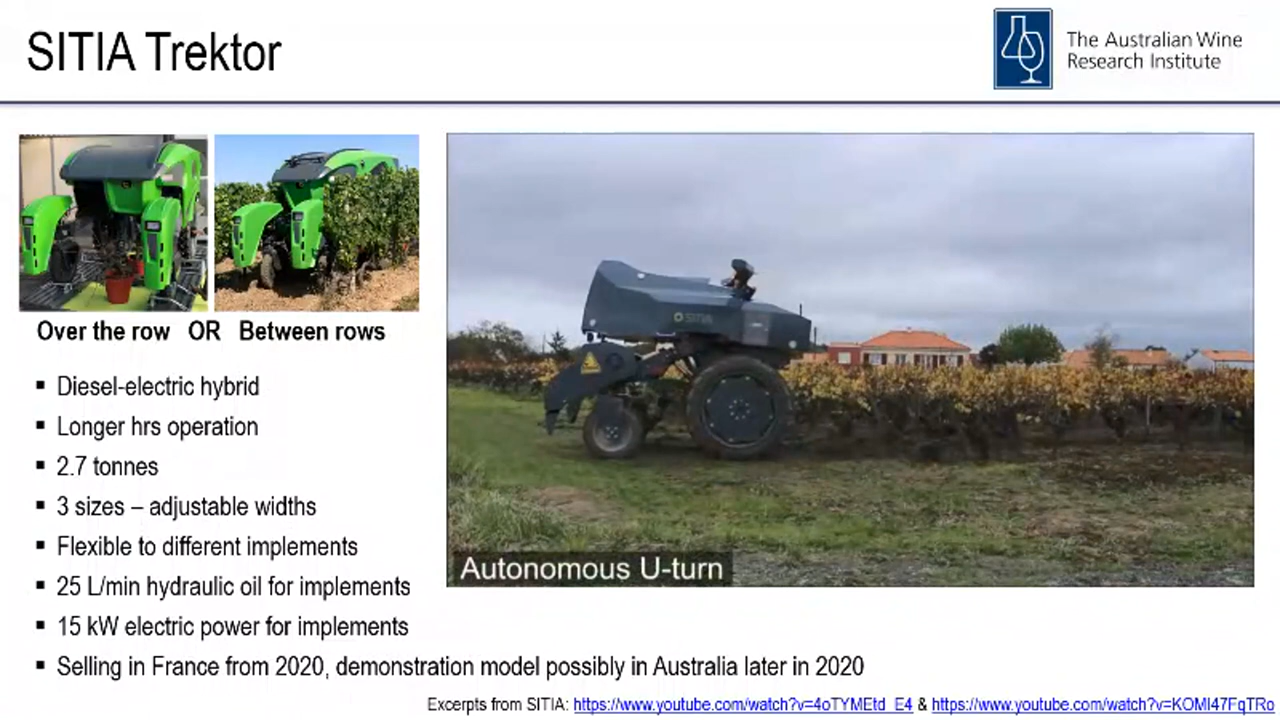 SITIA Trektor
The Australian Wine
Research Institute
Over the row OR Between rows
▪ Diesel-electric hybrid
▪ Longer hrs operation
▪ 2.7 tonnes
▪ 3 sizes – adjustable widths
▪ Flexible to different implements
▪ 25 L/min hydraulic oil for implements
▪ 15 kW electric power for implements
▪ Selling in France from 2020, demonstration model possibly in Australia later in 2020
SITIA
Autonomous U-turn
Excerpts from SITIA: https://www.youtube.com/watch?v=4oTYMEtd_E4 & https://www.youtube.com/watch?v=KOMI47FqTRo